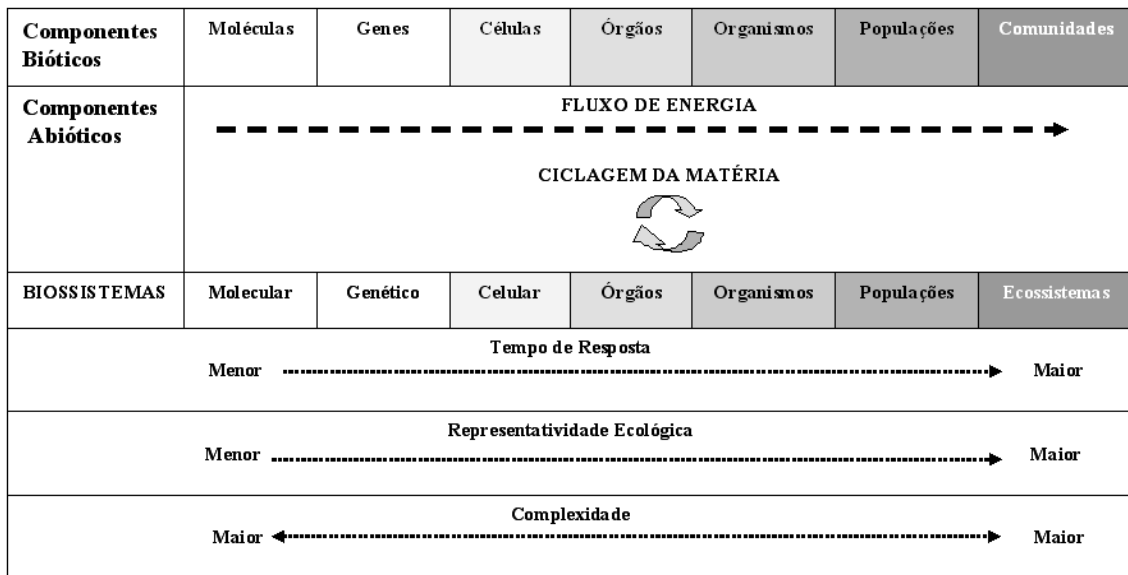 Componentes Bióticos Moléculas Genes Células Órgãos Organismos Populações Comunidades
Componentes Abióticos
FLUXO DE ENERGIA
CICLAGEM DA MATÉRIA
BIOSSISTEMAS Molecular Genético Celular Órgãos Organismos Populações Ecossistemas
Tempo de Resposta
Menor Maior
Representatividade Ecológica
Menor Maior
Complexidade
Maior Maior